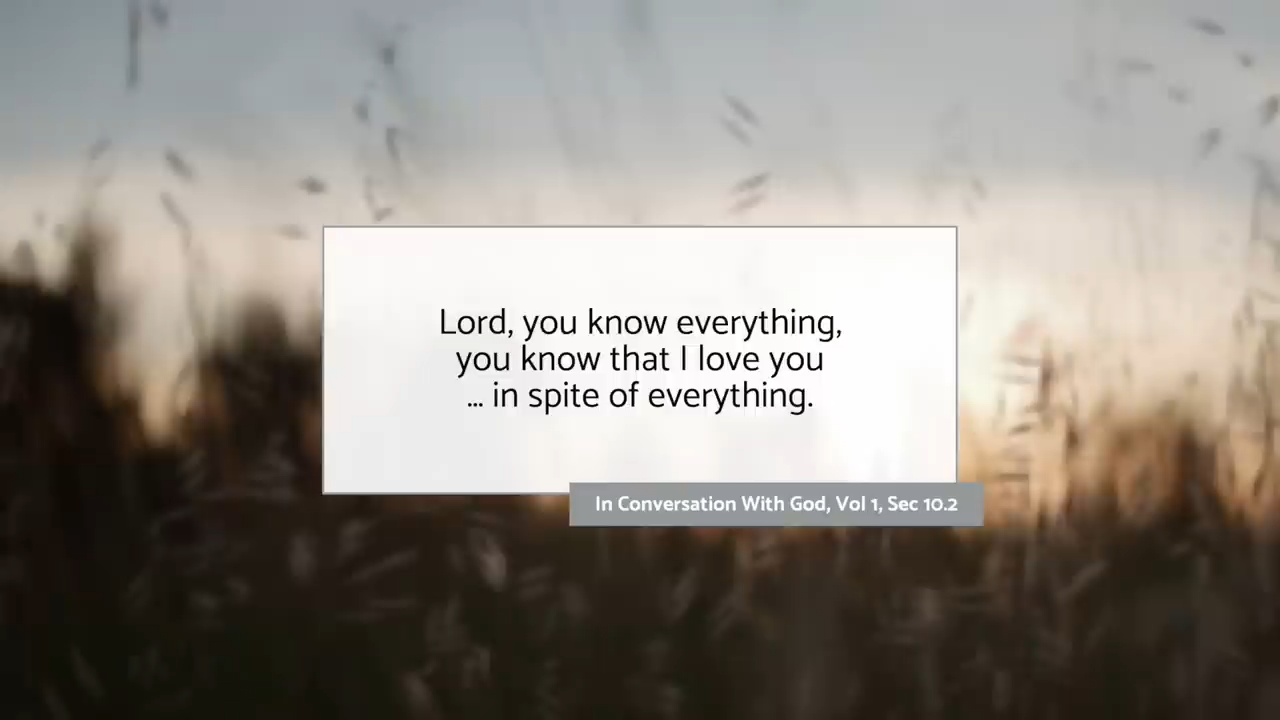 Lord, you know everything,
you know that I love you
... in spite of everything.
In Conversation With God, Vol 1, Sec 10.2